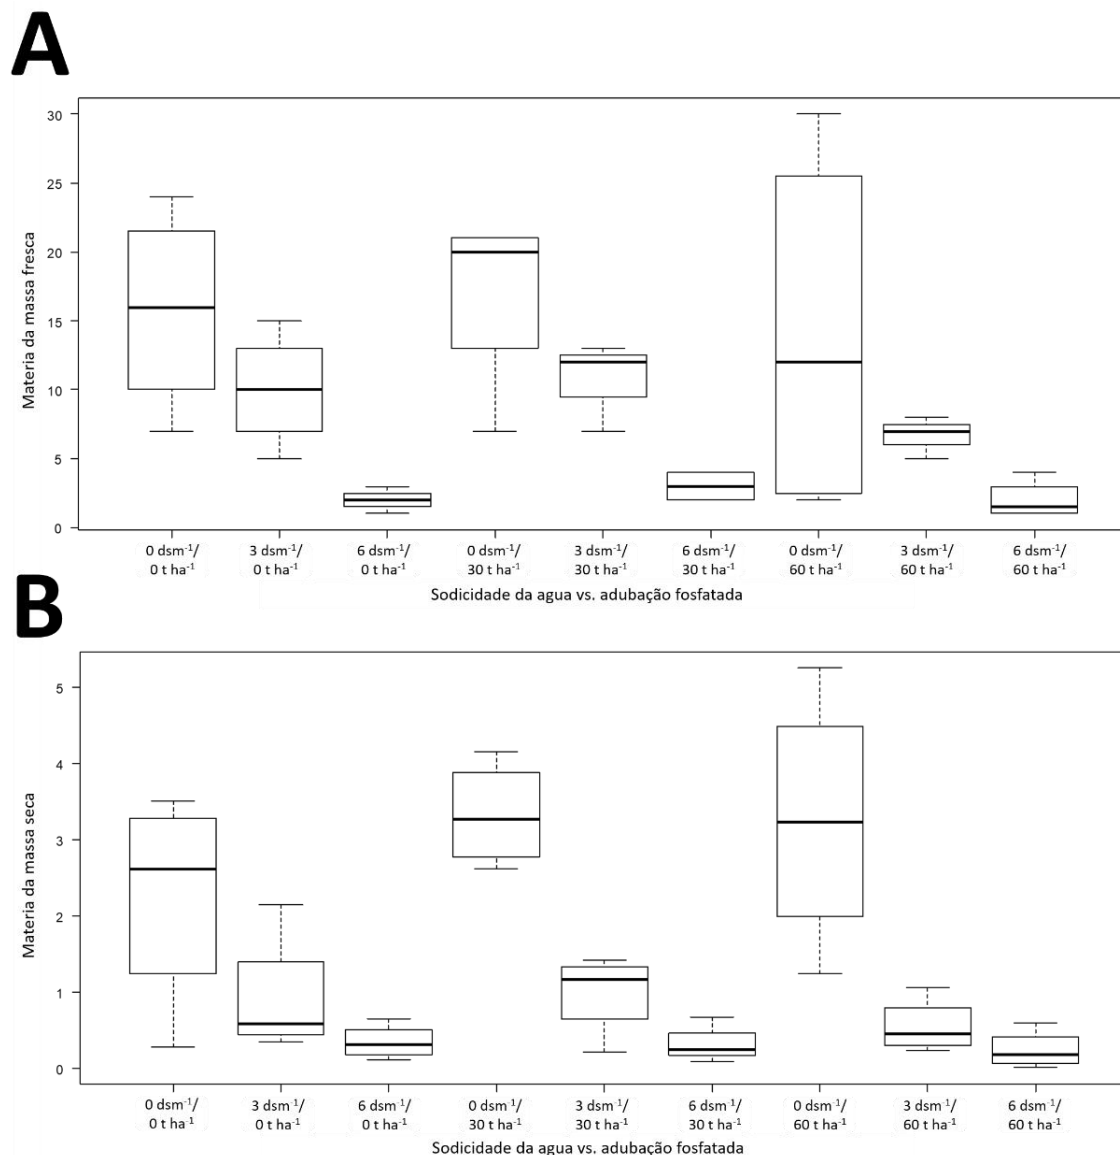 A
Materia da massa fresca
30
25
20
15
10
5
0
0 dsm⁻¹/ 3 dsm⁻¹/ 6 dsm⁻¹/ 0 dsm⁻¹/ 3 dsm⁻¹/ 6 dsm⁻¹/ 0 dsm⁻¹/ 3 dsm⁻¹/ 6 dsm⁻¹/
0 t ha⁻¹ 0 t ha⁻¹ 0 t ha⁻¹ 30 t ha⁻¹ 30 t ha⁻¹ 30 t ha⁻¹ 60 t ha⁻¹ 60 t ha⁻¹ 60 t ha⁻¹
Sodicidade da agua vs. adubação fosfatada
B
Materia da massa seca
5
4
3
2
1
0
0 dsm⁻¹/ 3 dsm⁻¹/ 6 dsm⁻¹/ 0 dsm⁻¹/ 3 dsm⁻¹/ 6 dsm⁻¹/ 0 dsm⁻¹/ 3 dsm⁻¹/ 6 dsm⁻¹/
0 t ha⁻¹ 0 t ha⁻¹ 0 t ha⁻¹ 30 t ha⁻¹ 30 t ha⁻¹ 30 t ha⁻¹ 60 t ha⁻¹ 60 t ha⁻¹ 60 t ha⁻¹
Sodicidade da agua vs. adubação fosfatada